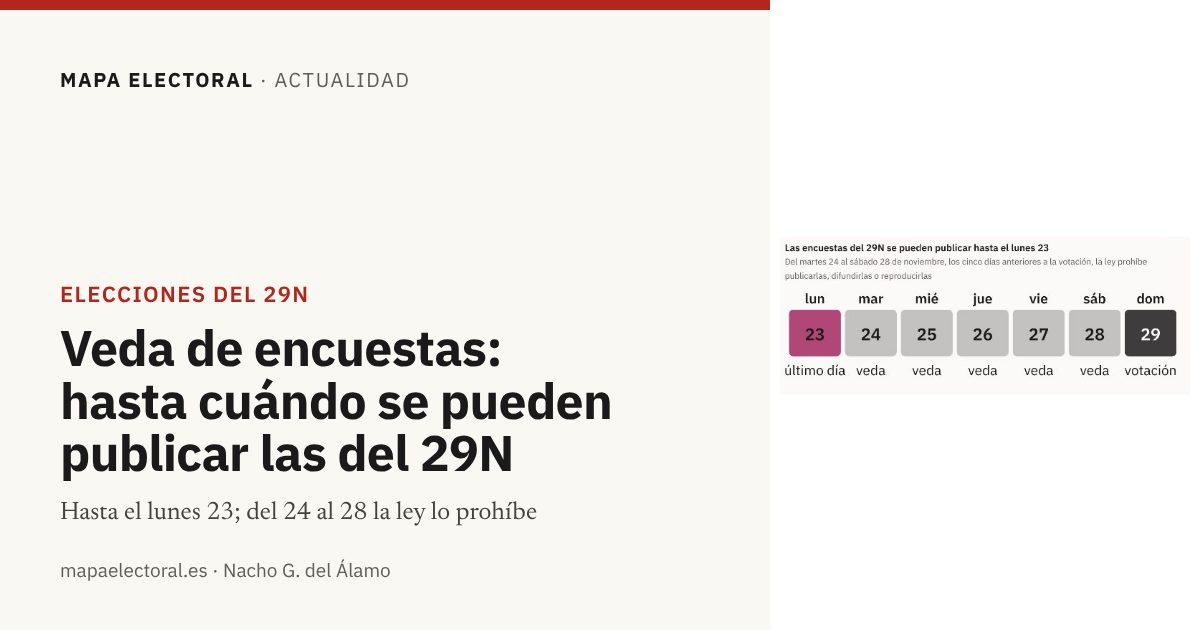 MAPA ELECTORAL · ACTUALIDAD
ELECCIONES DEL 29N
Veda de encuestas:
hasta cuándo se pueden
publicar las del 29N
Hasta el lunes 23; del 24 al 28 la ley lo prohíbe
mapaelectoral.es · Nacho G. del Álamo
Las encuestas del 29N se pueden publicar hasta el lunes 23
Del martes 24 al sábado 28 de noviembre, los cinco días anteriores a la votación, la ley prohíbe
publicarlas, difundirlas o reproducirlas
lun mar mié jue vie sáb dom
23 24 25 26 27 28 29
último día veda veda veda veda veda votación